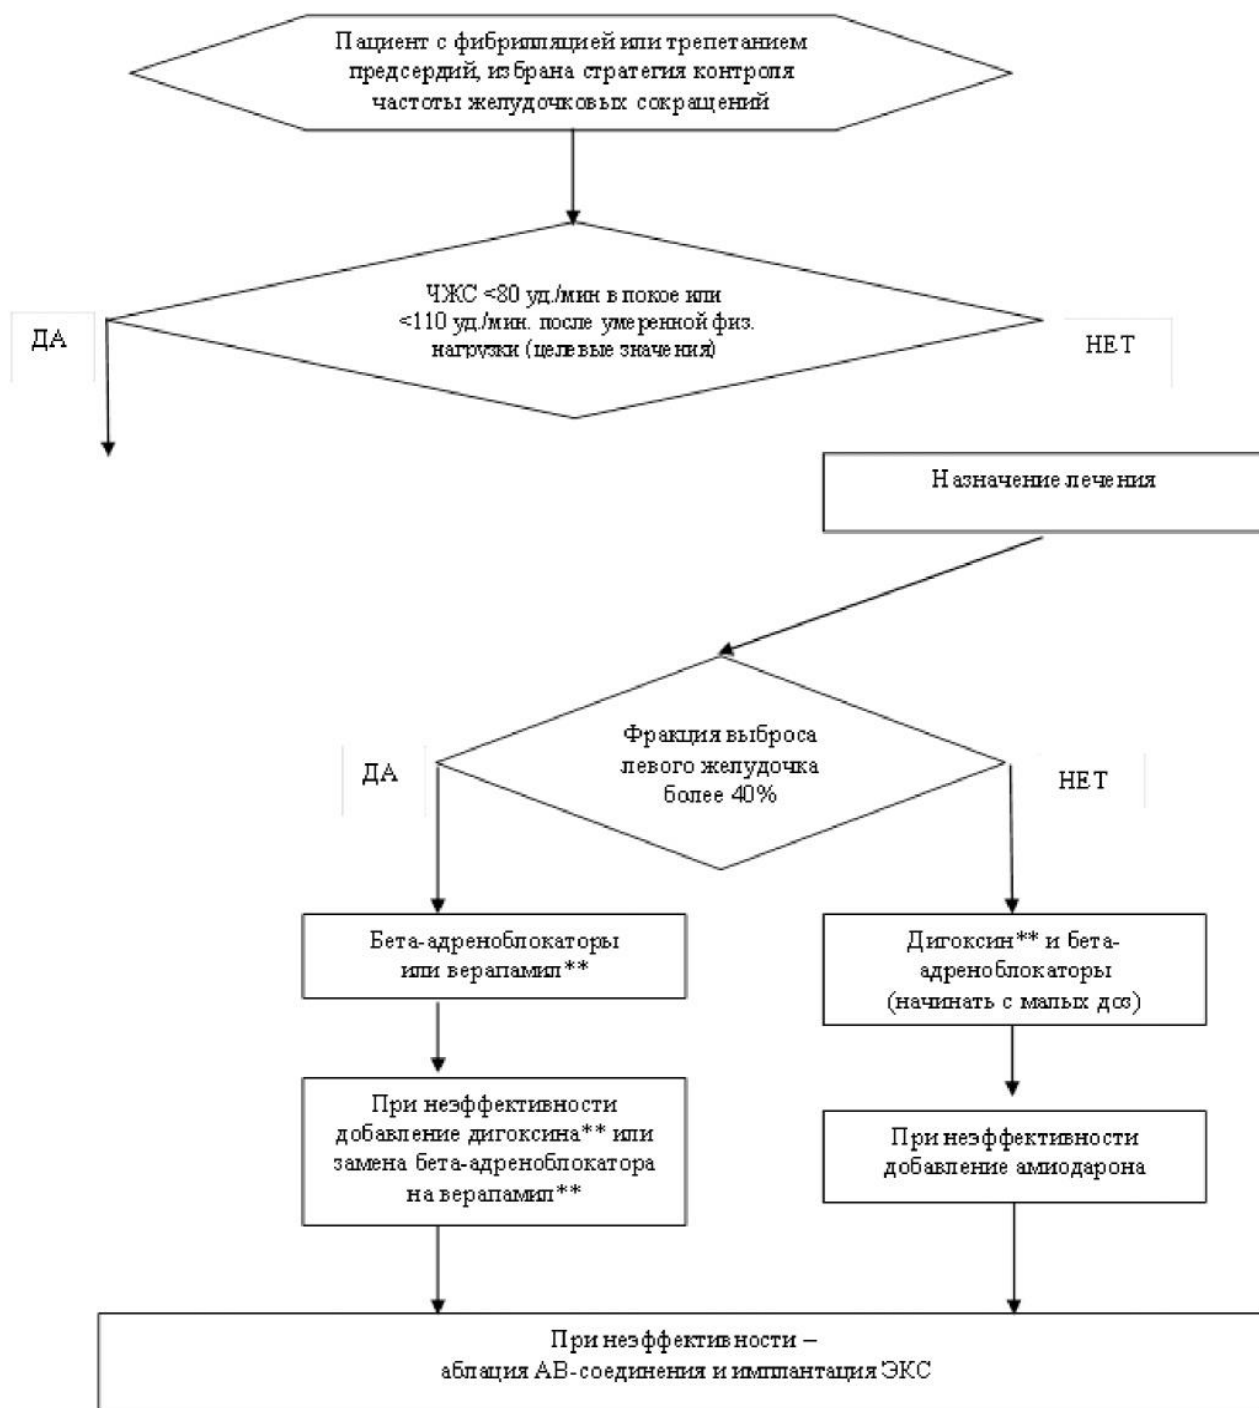 Пациент с фибрилляцией или трепетанием
предсердий, избрана стратегия контроля
частоты желудочковых сокращений
ЧЖС <80 уд./мин в покое или
<110 уд./мин. после умеренной физ.
нагрузки (целевые значения)
ДА
НЕТ
Назначение лечения
Фракция выброса
левого желудочка
более 40%
ДА
НЕТ
Бета-адреноблокаторы
или верапамил**
Дигоксин** и бета-
адреноблокаторы
(начинать с малых доз)
При неэффективности
добавление дигоксина** или
замена бета-адреноблокатора
на верапамил**
При неэффективности
добавление амиодарона
При неэффективности –
аблация АВ-соединения и имплантация ЭКС